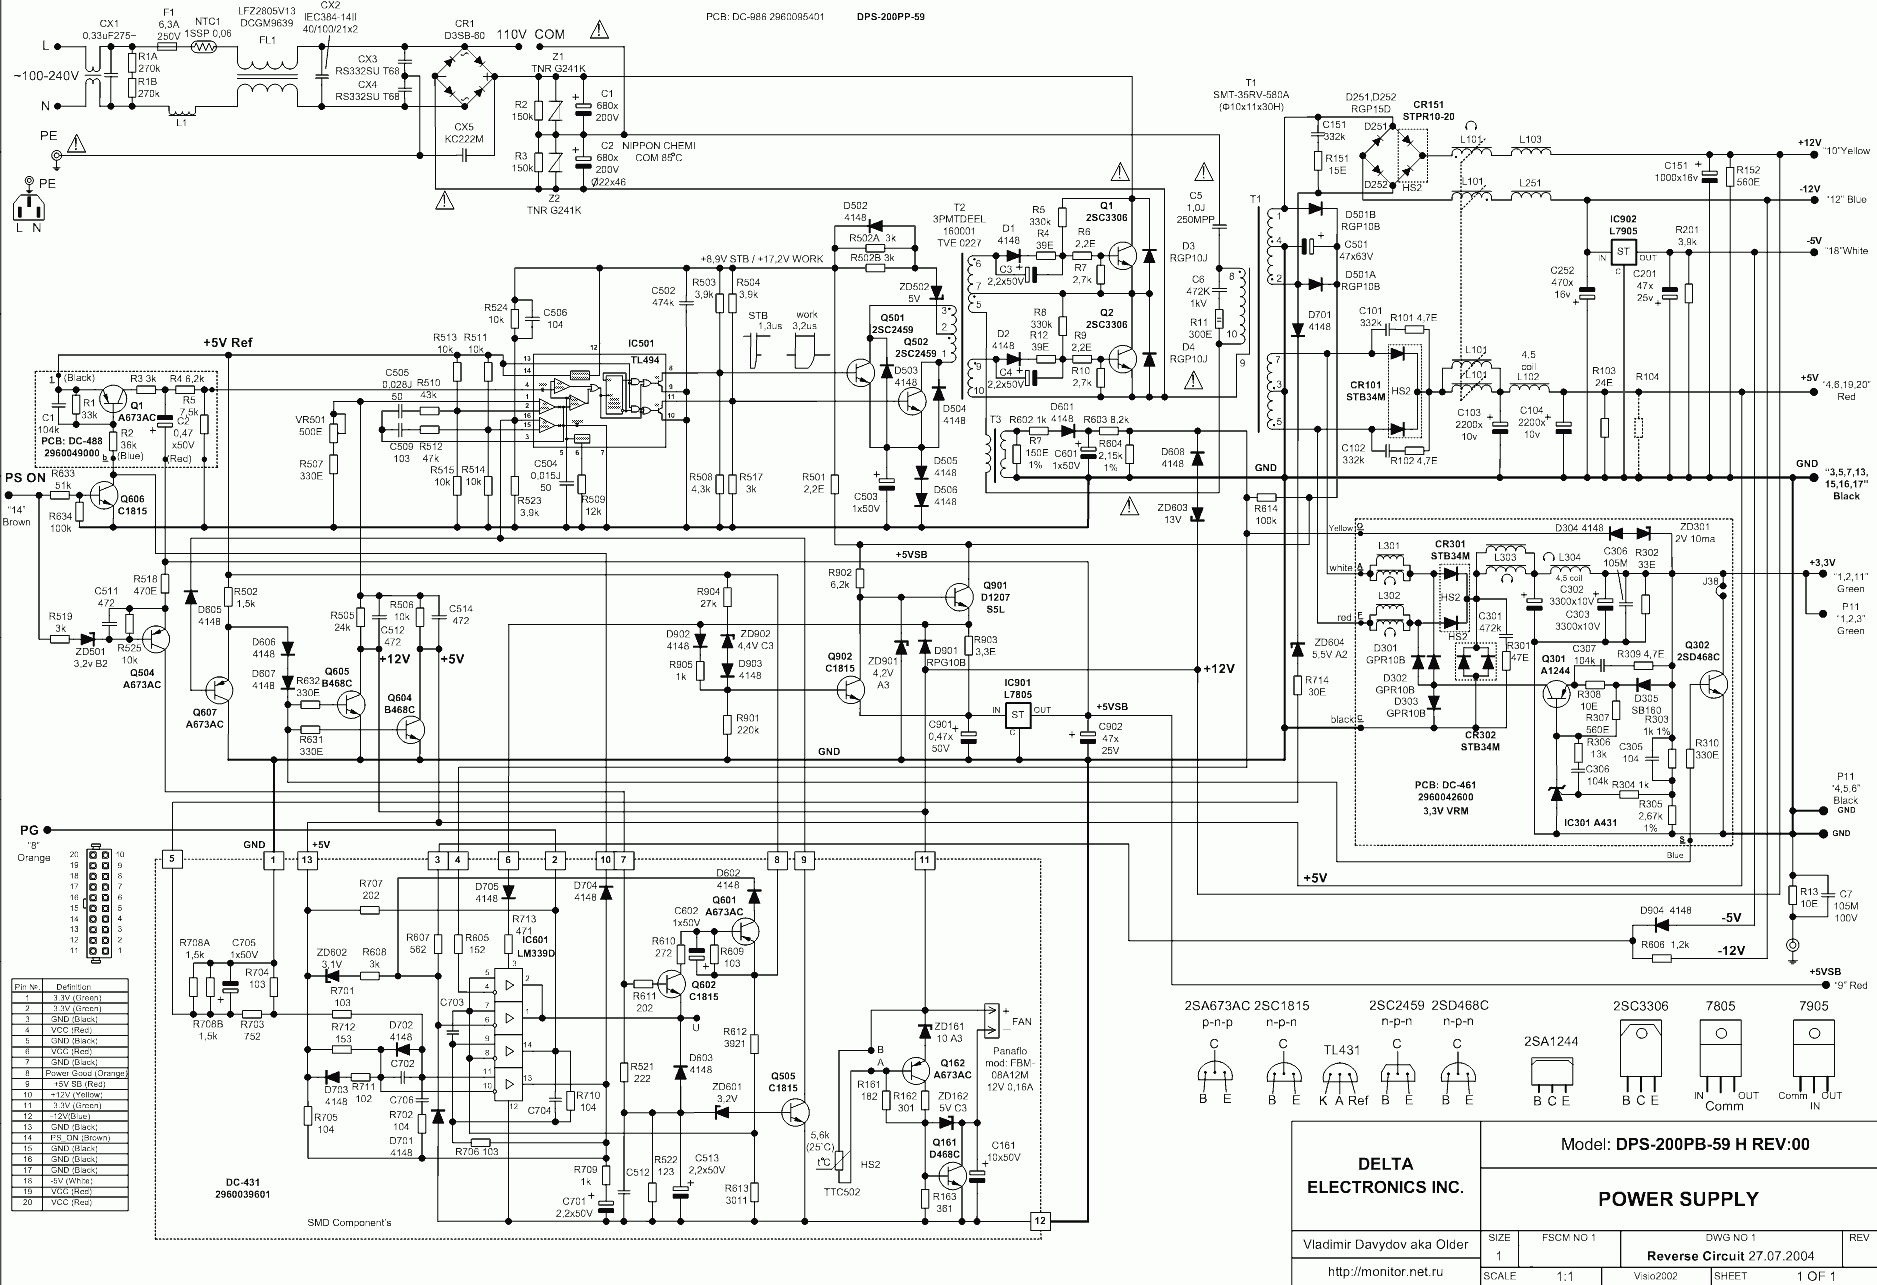 PCB: DC-986 2960095401 DPS-200PP-59
CX1
0.33uF275~
F1
6,3A
250V
NTC1
1SSP 0,06
LFZ2805V13
DCGM9639
FL1
CX2
IEC384-14II
40/100/21x2
CR1
D3SB-60
110V COM
L
~100-240V
N
R1A
270k
R1B
270k
L1
CX3
RS332SU T68
CX4
RS332SU T68
CX5
KC222M
PE
PE
L N
Z1
TNR G241K
R2
150k
C1
680x
200V
R3
150k
C2
680x
200V
Ø22x46
NIPPON CHEMI
COM 85°C
Z2
TNR G241K
T1
SMT-35RV-580A
(Φ10x11x30H)
D251,D252
RGP15D
CR151
STPR10-20
C151
332k
R151
15E
D251
D252
HS2
L101
L103
L101
L251
C151
1000x16v
R152
560E
+12V "10"Yellow
-12V "12" Blue
-5V "18"White
IC902
L7905
ST
IN OUT
C
R201
3,9k
C252
470x
16v
C201
47x
25v
D502
4148
R502A 3k
R502B 3k
ZD502
5V
T2
3PMTDEEL
160001
TVE 0227
D1
4148
R5
330k
R4
39E
R6
2,2E
Q1
2SC3306
C3
2,2x50V
R7
2,7k
D3
RGP10J
C5
1,0J
250MPP
C6
472K
1kV
R11
300E
D2
4148
R8
330k
R12
39E
R9
2,2E
Q2
2SC3306
C4
2,2x50V
R10
2,7k
D4
RGP10J
T1
D501B
RGP10B
C501
47x63V
D501A
RGP10B
D701
4148
C101
332k
R101 4,7E
CR101
STB34M
HS2
C102
332k
R102 4,7E
L101
L101
4,5
coil
L102
C103
2200x
10v
C104
2200x
10v
R103
24E
R104
+5V "4,6,19,20"
Red
GND "3,5,7,13,
15,16,17"
Black
+8,9V STB / +17,2V WORK
R503
3,9k
R504
3,9k
C502
474k
R524
10k
C506
104
STB
1,3us
work
3,2us
Q501
2SC2459
Q502
2SC2459
D503
4148
D504
4148
+5V Ref
R513
10k
R511
10k
IC501
TL494
(Black)
R3 3k
R4 6,2k
R1
33k
Q1
A673AC
R5
7,5k
C1
104k
C2
0,47
x50V
R2
36k
PCB: DC-488
2960049000
(Blue)
(Red)
C505
0,028J
50
R510
43k
VR501
500E
C509
103
R512
47k
R507
330E
R515
10k
R514
10k
C504
0,015J
50
R509
12k
R523
3,9k
R508
4,3k
R517
3k
R501
2,2E
C503
1x50V
D505
4148
D506
4148
T3
R602 1k
D601
4148
R603 8,2k
R7
150E
1%
C601
1x50V
R604
2,15k
1%
D608
4148
ZD603
13V
GND
R614
100k
PS ON
"14"
Brown
R633
51k
R634
100k
Q606
C1815
R519
3k
ZD501
3,2v B2
C511
472
R525
10k
R518
470E
Q504
A673AC
D605
4148
Q607
A673AC
R502
1,5k
D606
4148
D607
4148
R632
330E
R631
330E
Q605
B468C
Q604
B468C
R505
24k
C512
472
R506
10k
C514
472
+12V
+5V
R904
27k
D902
4148
R905
1k
ZD902
4,4V C3
D903
4148
R901
220k
R902
6,2k
+5VSB
Q901
D1207
S5L
Q902
C1815
ZD901
4,2V
A3
D901
RPG10B
R903
3,3E
IC901
L7805
ST
IN OUT
C
C901
0,47x
50V
+5VSB
C902
47x
25V
GND
+12V
ZD604
5,5V A2
R714
30E
Yellow
white
red
black
L301
L302
CR301
STB34M
HS2
HS2
L303
L304
4,5 coil
D304 4148
ZD301
2V 10ma
C306
105M
R302
33E
C302
3300x10V
C303
3300x10V
C301
472k
R301
47E
D301
GPR10B
D302
GPR10B
D303
GPR10B
CR302
STB34M
C307
104k
R309 4,7E
Q301
A1244
R308
10E
R307
560E
D305
SB160
R303
1k 1%
Q302
2SD468C
R306
13k
C306
104k
C305
104
R310
330E
R304 1k
R305
2,67k
1%
IC301 A431
J38
PCB: DC-461
2960042600
3,3V VRM
Blue
+3,3V
"1,2,11"
Green
P11
"1,2,3"
Green
P11
"4,5,6"
Black
GND
GND
+5V
R13
10E
C7
105M
100V
D904 4148
R606 1,2k
-5V
-12V
+5VSB
"9" Red
PG
"8"
Orange
20 10
19 9
18 8
17 7
16 6
15 5
14 4
13 3
12 2
11 1
GND
+5V
5 1 13 3 4 6 2 10 7 8 9 11
R707
202
D705
4148
R713
471
D704
4148
D602
4148
Q601
A673AC
C602
1x50V
R610
272
R609
103
Q602
C1815
R611
202
U
R607
562
R605
152
IC601
LM339D
R708A
1,5k
C705
1x50V
R704
103
R708B
1,5k
R703
752
ZD602
3,1V
R608
3k
R701
103
R712
153
D702
4148
C702
D703
4148
R711
102
C703
C706
R705
104
R702
104
D701
4148
C704
R710
104
R706 103
R709
1k
C701
2,2x50V
R521
222
D603
4148
R612
3921
ZD601
3,2V
Q505
C1815
C512
R522
123
C513
2,2x50V
R613
3011
5,6k
(25°C)
t°C
HS2
TTC502
B
A
R161
182
R162
301
ZD161
10 A3
Q162
A673AC
ZD162
5V C3
Q161
D468C
R163
361
C161
10x50V
FAN
Panaflo
mod: FBM-
08A12M
12V 0,16A
12
DC-431
2960039601
SMD Component's
Pin №. Definition
1 3.3V (Green)
2 3.3V (Green)
3 GND (Black)
4 VCC (Red)
5 GND (Black)
6 VCC (Red)
7 GND (Black)
8 Power Good (Orange)
9 +5V SB (Red)
10 +12V (Yellow)
11 3.3V (Green)
12 -12V(Blue)
13 GND (Black)
14 PS_ON (Brown)
15 GND (Black)
16 GND (Black)
17 GND (Black)
18 -5V (White)
19 VCC (Red)
20 VCC (Red)
2SA673AC
p-n-p
C
B E
2SC1815
n-p-n
C
B E
TL431
K A Ref
2SC2459
n-p-n
C
B E
2SD468C
n-p-n
C
B E
2SA1244
B C E
2SC3306
B C E
7805
IN OUT
Comm
7905
Comm OUT
IN
DELTA
ELECTRONICS INC.
Vladimir Davydov aka Older
http://monitor.net.ru
Model: DPS-200PB-59 H REV:00
POWER SUPPLY
SIZE
1
FSCM NO 1
DWG NO 1
Reverse Circuit 27.07.2004
REV
SCALE 1:1 Visio2002 SHEET 1 OF 1